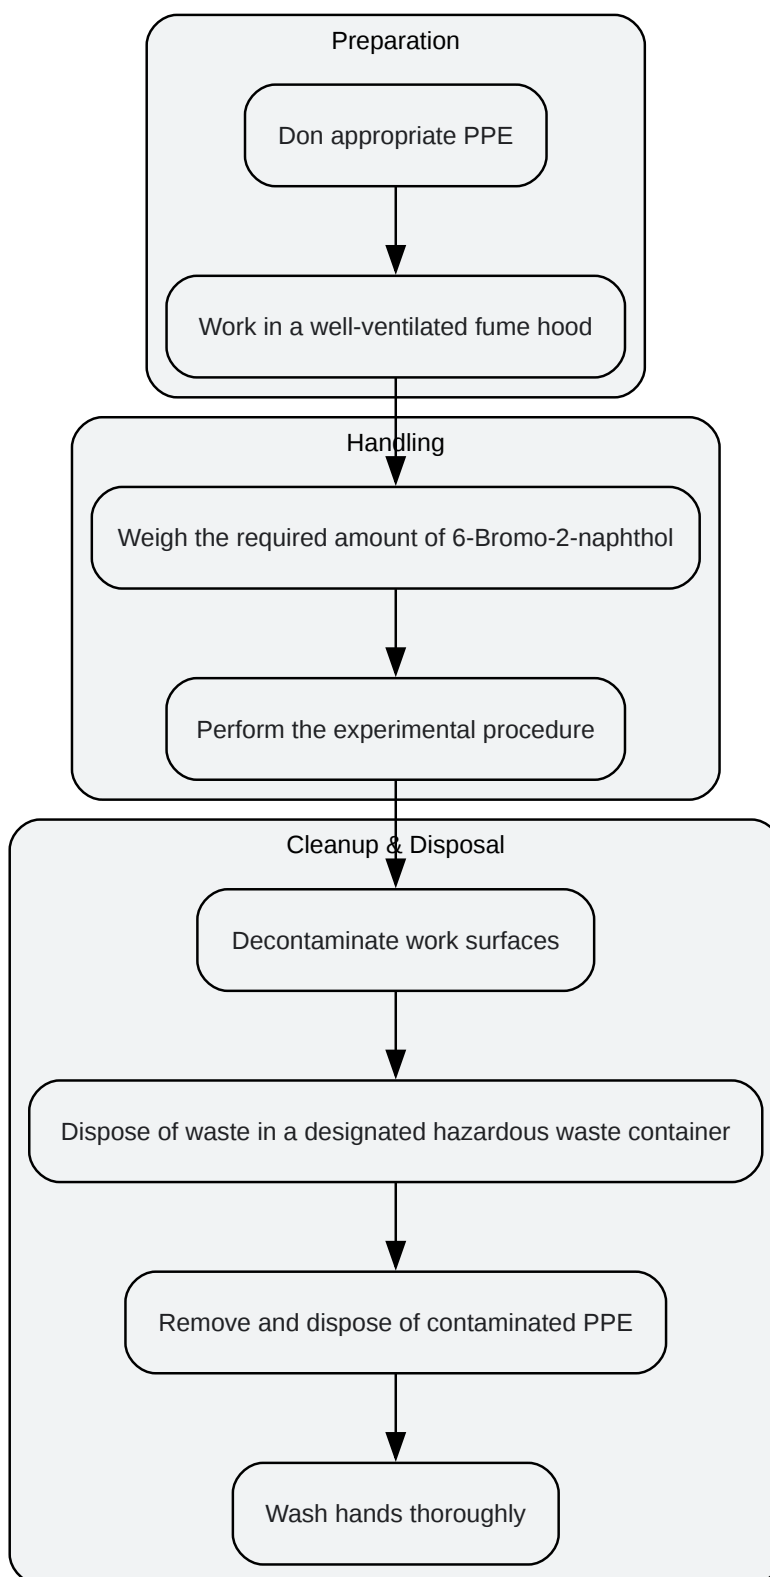 Preparation
Don appropriate PPE
Work in a well-ventilated fume hood
Handling
Weigh the required amount of 6-Bromo-2-naphthol
Perform the experimental procedure
Cleanup & Disposal
Decontaminate work surfaces
Dispose of waste in a designated hazardous waste container
Remove and dispose of contaminated PPE
Wash hands thoroughly